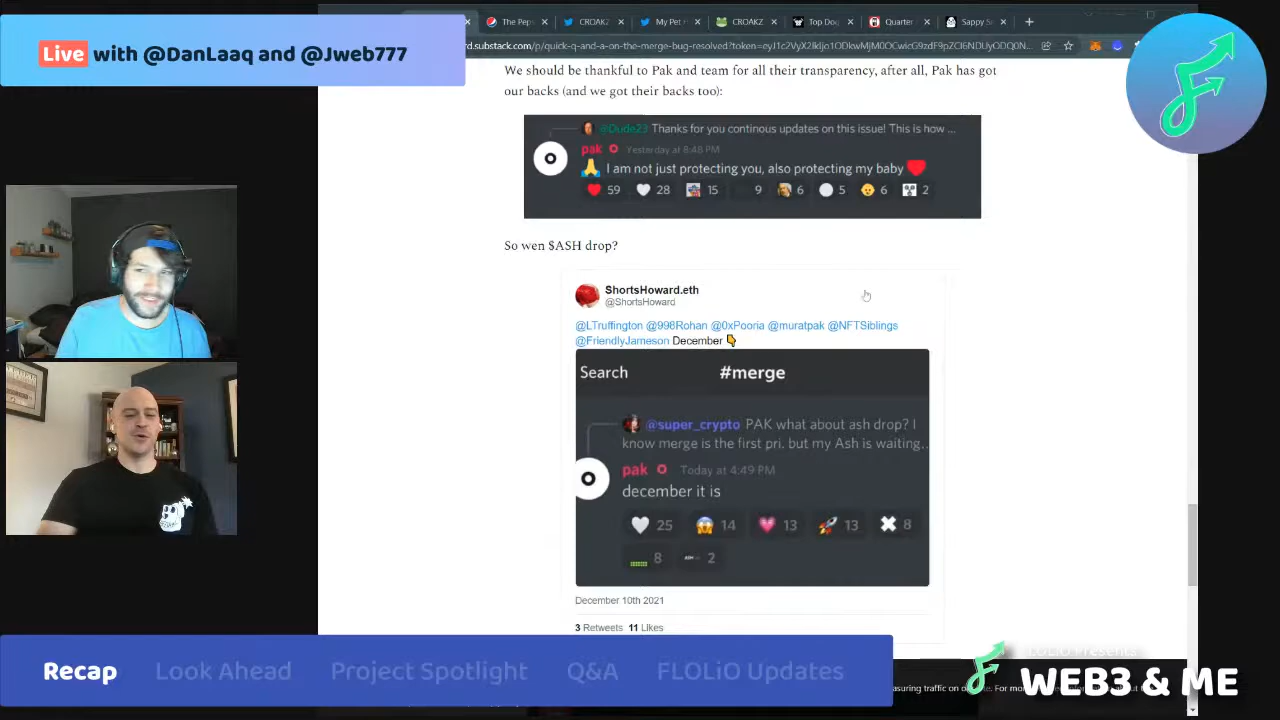 Live with @DanLaaq and @Jweb777
The Pep
CROAKZ
My Pet
CROAKZ
Top Dog
Quarter
Sappy S
We should be thankful to Pak and team for all their transparency, after all, Pak has got
our backs (and we got their backs too):
@Dude23 Thanks for you continous updates on this issue! This is how ...
pak Yesterday at 8:48 PM
🙏 I am not just protecting you, also protecting my baby ❤️
59 28 15 9 6 5 6 2
So wen $ASH drop?
ShortsHoward.eth
@ShortsHoward
@LTruffington @998Rohan @0xPooria @muratpak @NFTSiblings
@FriendlyJameson December 👇
Search #merge
@super_crypto PAK what about ash drop? I
know merge is the first pri. but my Ash is waiting..
pak Today at 4:49 PM
december it is
25 14 13 13 8
8 ASH 2
December 10th 2021
3 Retweets 11 Likes
Recap Look Ahead Project Spotlight Q&A FLOLiO Updates
FLOLiO Presents
WEB3 & ME